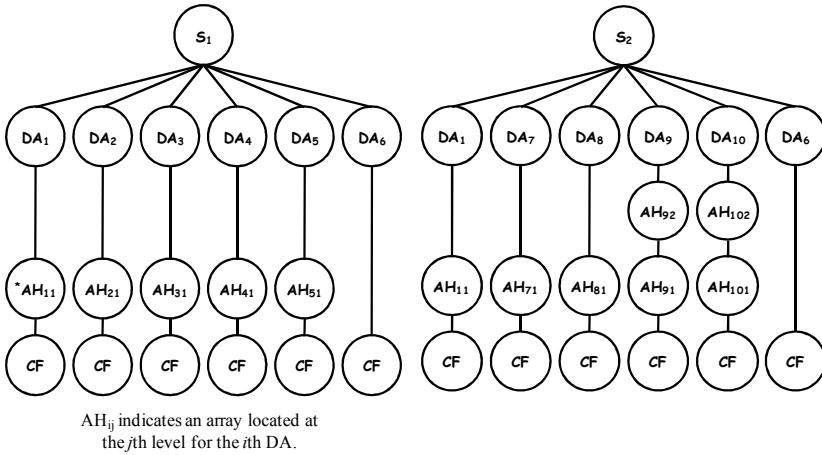 S1 S2
DA1 DA2 DA3 DA4 DA5 DA6 DA1 DA7 DA8 DA9 DA10 DA6
AH92 AH102
*AH11 AH21 AH31 AH41 AH51 AH11 AH71 AH81 AH91 AH101
CF CF CF CF CF CF CF CF CF CF CF CF
AHij indicates an array located at
the jth level for the ith DA.